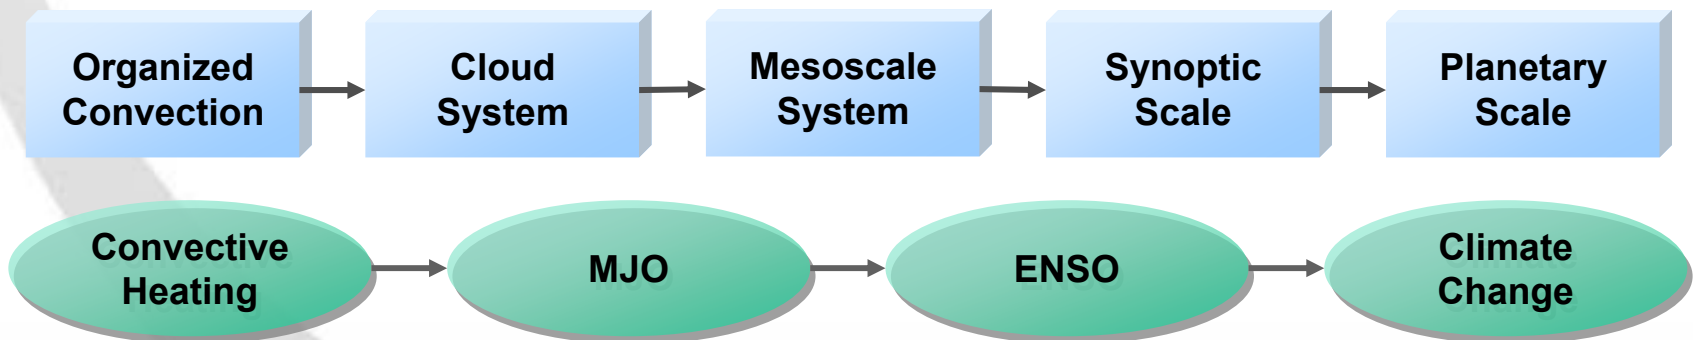 Organized
Convection
Cloud
System
Mesoscale
System
Synoptic
Scale
Planetary
Scale
Convective
Heating
MJO
ENSO
Climate
Change